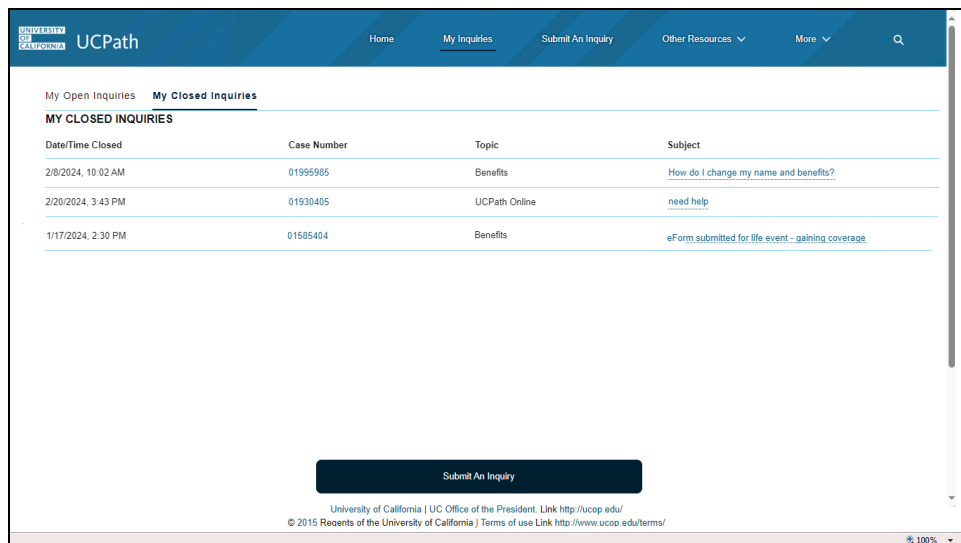 UNIVERSITY
OF
CALIFORNIA
UCPath
Home My Inquiries Submit An Inquiry Other Resources More
My Open Inquiries My Closed Inquiries
MY CLOSED INQUIRIES
Date/Time Closed Case Number Topic Subject
2/8/2024, 10:02 AM 01995985 Benefits How do I change my name and benefits?
2/20/2024, 3:43 PM 01930405 UCPath Online need help
1/17/2024, 2:30 PM 01585404 Benefits eForm submitted for life event - gaining coverage
Submit An Inquiry
University of California | UC Office of the President. Link http://ucop.edu/
© 2015 Regents of the University of California | Terms of use Link http://www.ucop.edu/terms/
100%